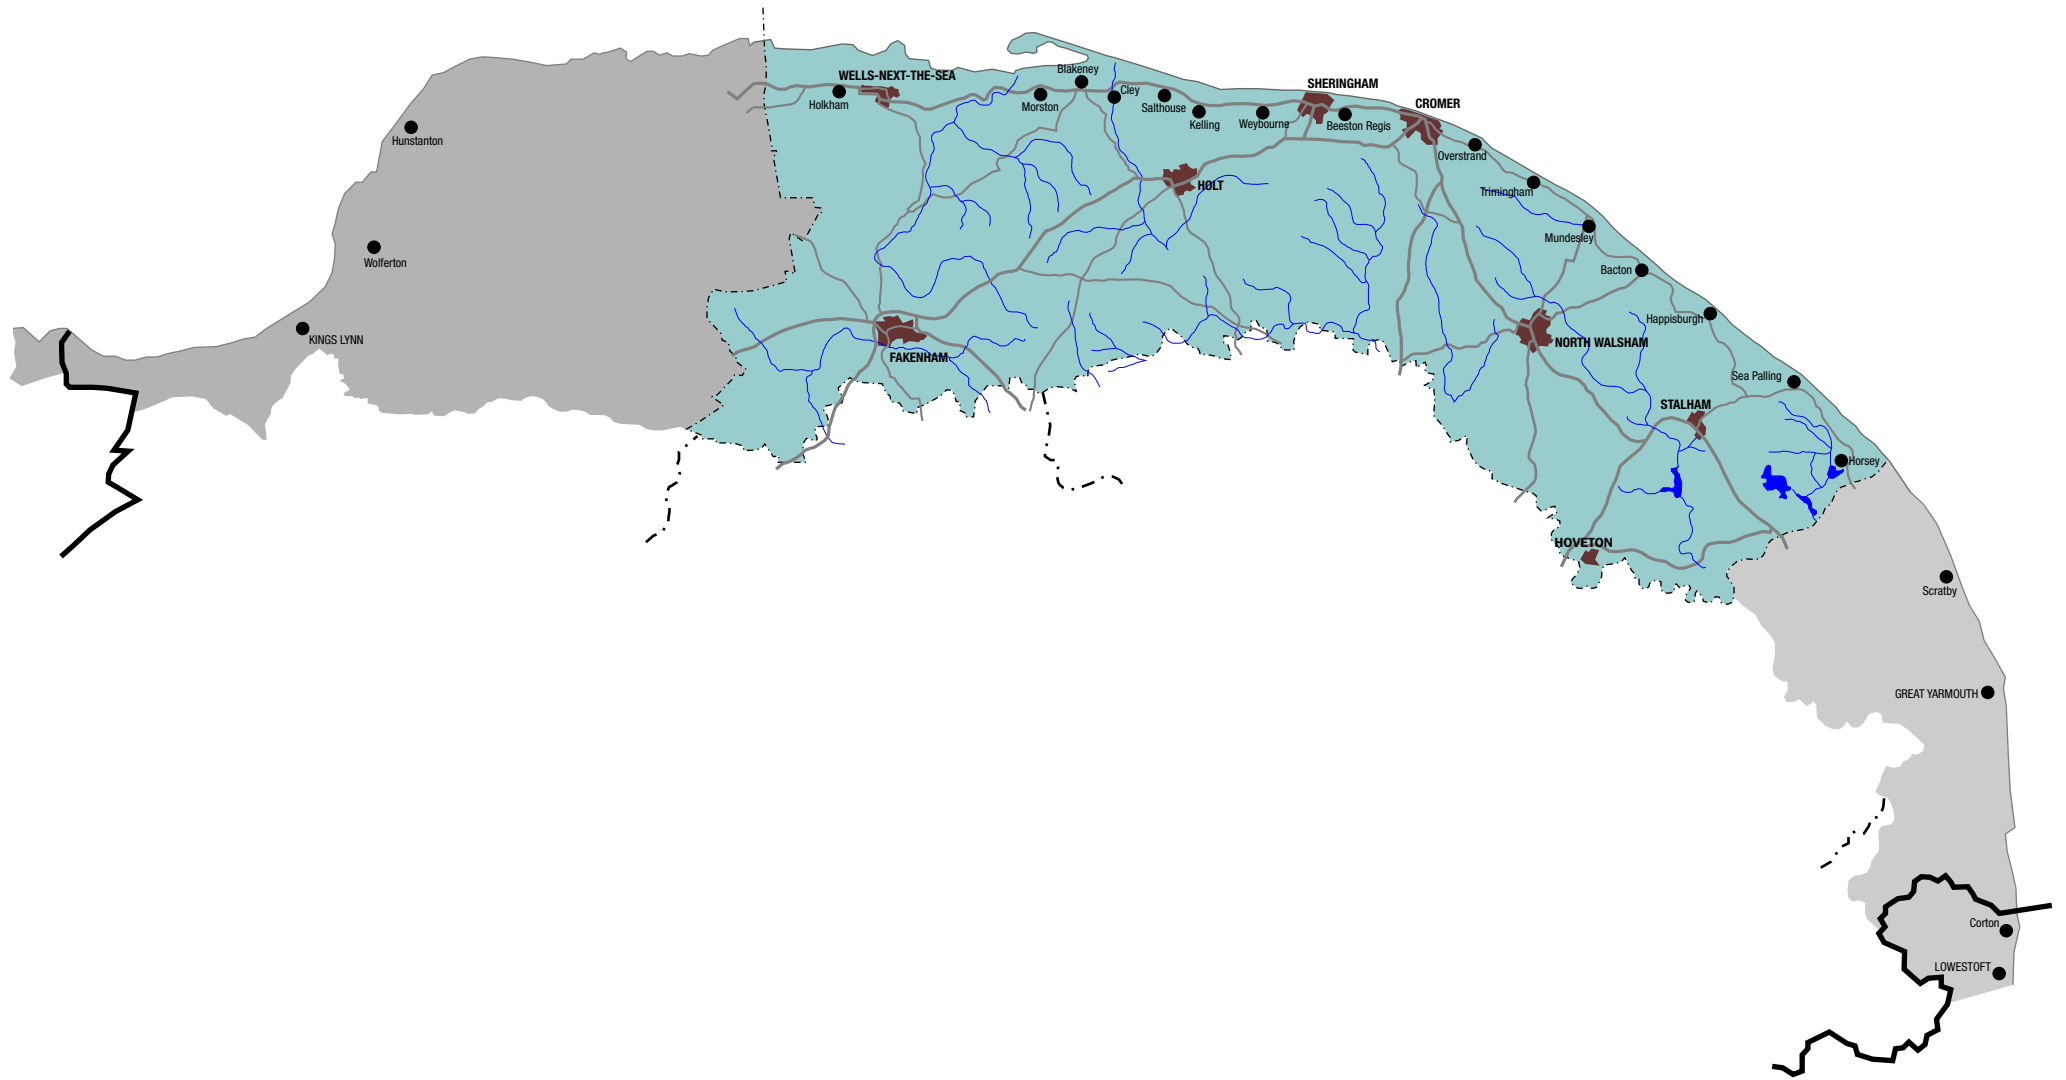 WELLS-NEXT-THE-SEA
Blakeney
Cley
SHERINGHAM
CROMER
Holkham
Morston
Salthouse
Kelling
Weybourne
Beeston Regis
Hunstanton
Overstrand
HOLT
Trimingham
Mundesley
Wolferton
Bacton
Happisburgh
KINGS LYNN
NORTH WALSHAM
FAKENHAM
Sea Palling
STALHAM
Horsey
HOVETON
Scratby
GREAT YARMOUTH
Corton
LOWESTOFT